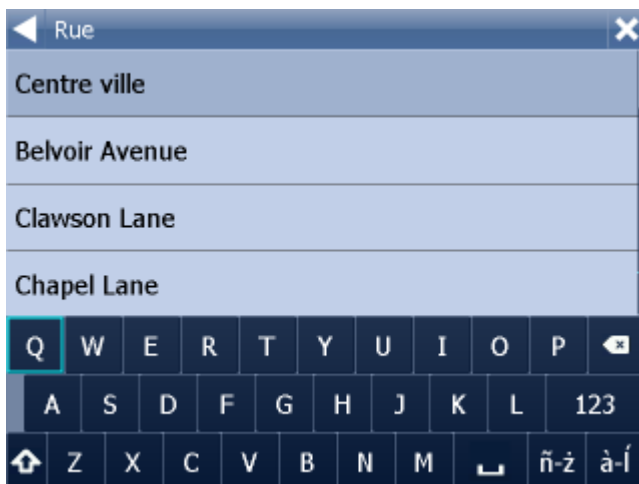 Rue
Centre ville
Belvoir Avenue
Clawson Lane
Chapel Lane
Q W E R T Y U I O P
A S D F G H J K L 123
Z X C V B N M ñ-ż à-Í